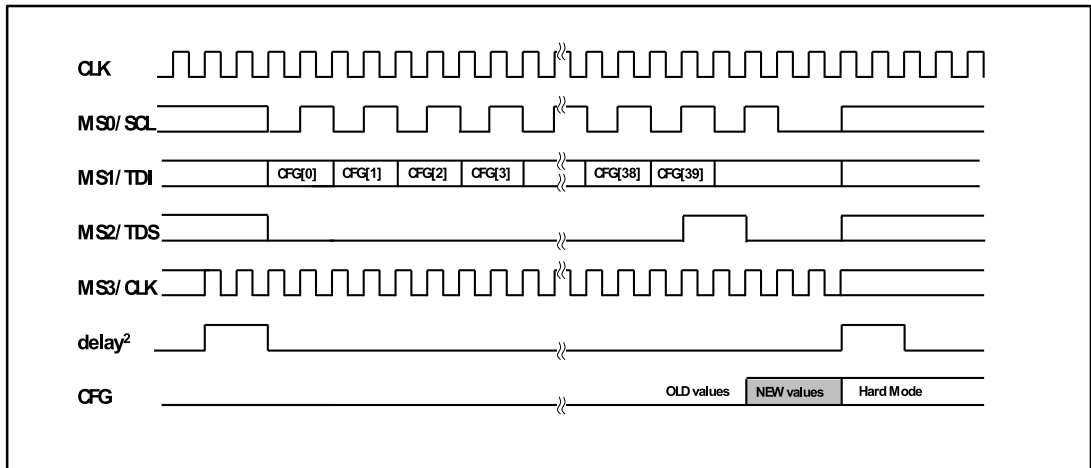 CLK
MS0/ SCL
MS1/ TDI CFG[0] CFG[1] CFG[2] CFG[3] CFG[38] CFG[39]
MS2/ TDS
MS3/ CLK
delay²
CFG OLD values NEW values Hard Mode